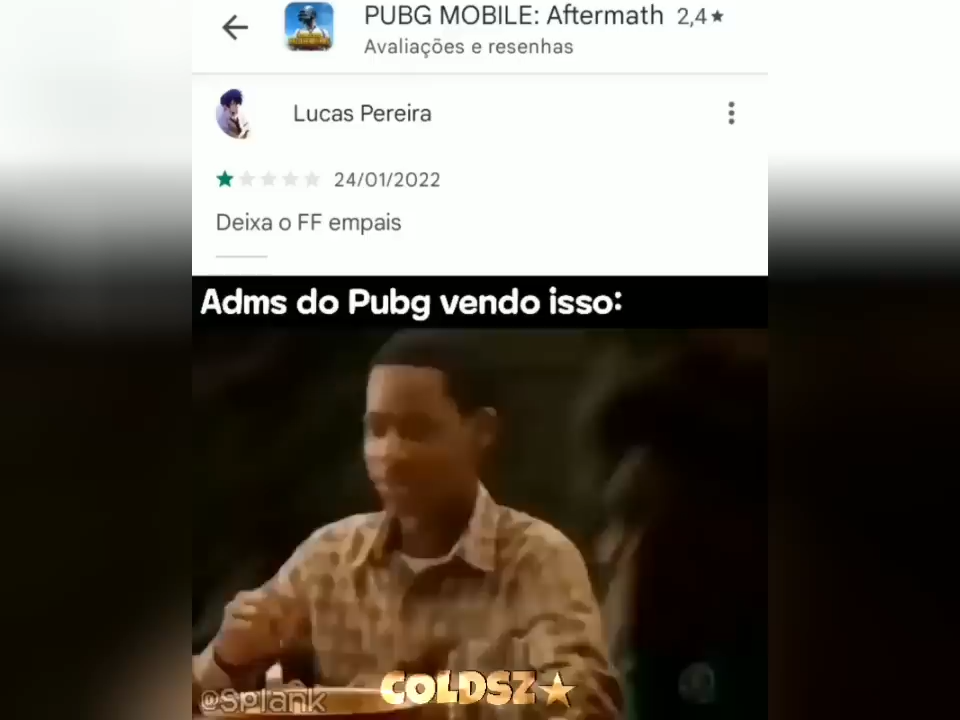 PUBG MOBILE: Aftermath 2,4★
Avaliações e resenhas
Lucas Pereira
24/01/2022
Deixa o FF empais
Adms do Pubg vendo isso:
@Splank
COLDSZ★